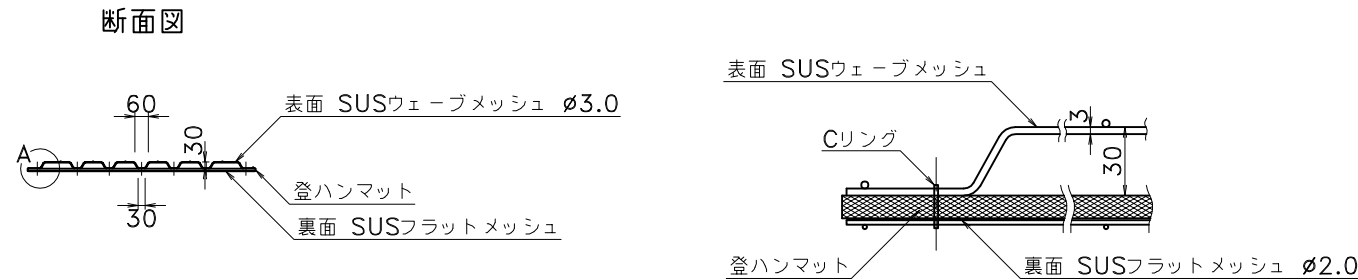 断面図
60
30
A
30
表面 SUSウェーブメッシュ ø3.0
登ハンマット
裏面 SUSフラットメッシュ
表面 SUSウェーブメッシュ
Cリング
3
30
登ハンマット
裏面 SUSフラットメッシュ ø2.0